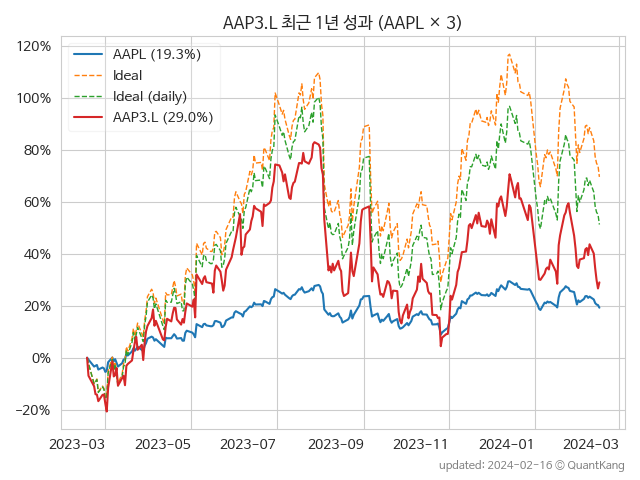 AAP3.L 최근 1년 성과 (AAPL × 3)
120%
100%
80%
60%
40%
20%
0%
−20%
AAPL (19.3%)
Ideal
Ideal (daily)
AAP3.L (29.0%)
2023-03
2023-05
2023-07
2023-09
2023-11
2024-01
2024-03
updated: 2024-02-16 © QuantKang